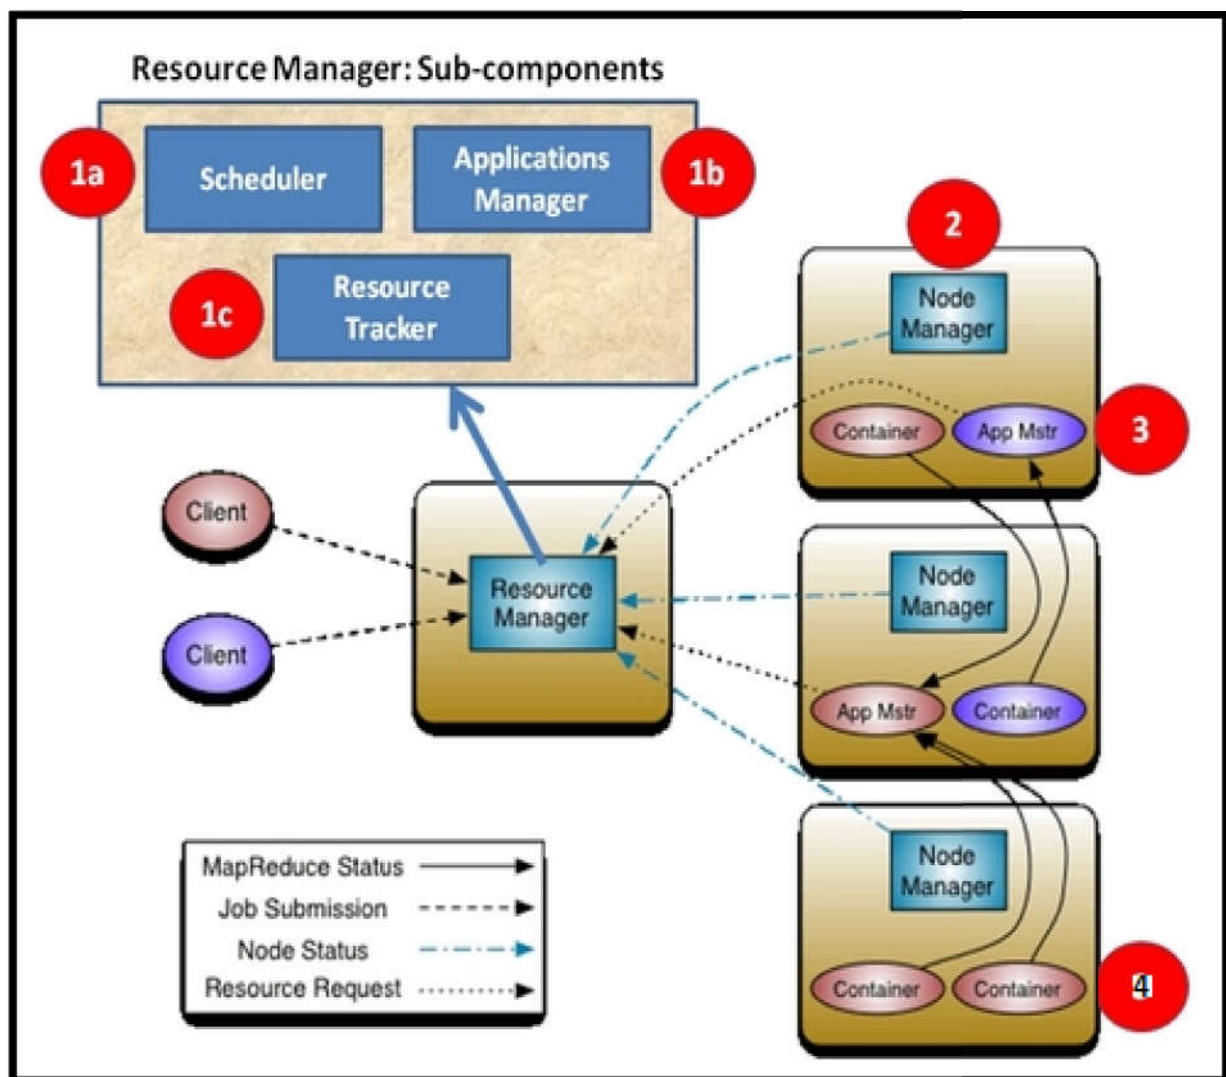 Resource Manager: Sub-components
1a
Scheduler
Applications
Manager
1b
1c
Resource
Tracker
2
Node
Manager
Container
App Mstr
3
Client
Client
Resource
Manager
Node
Manager
App Mstr
Container
Node
Manager
Container
Container
4
MapReduce Status
Job Submission
Node Status
Resource Request